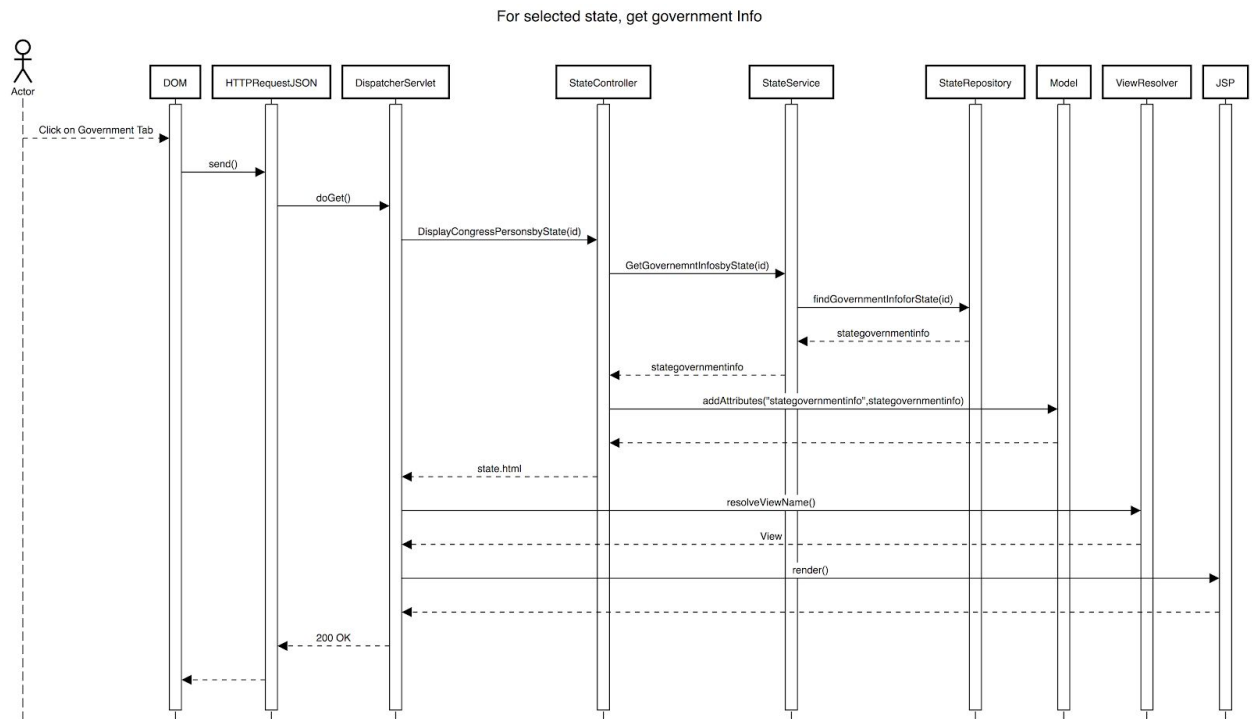 For selected state, get government Info
Actor
DOM
HTTPRequestJSON
DispatcherServlet
StateController
StateService
StateRepository
Model
ViewResolver
JSP
Click on Government Tab
send()
doGet()
DisplayCongressPersonsbyState(id)
GetGovernemntInfosbyState(id)
findGovernmentInfoforState(id)
stategovernmentinfo
stategovernmentinfo
addAttributes("stategovernmentinfo",stategovernmentinfo)
state.html
resolveViewName()
View
render()
200 OK